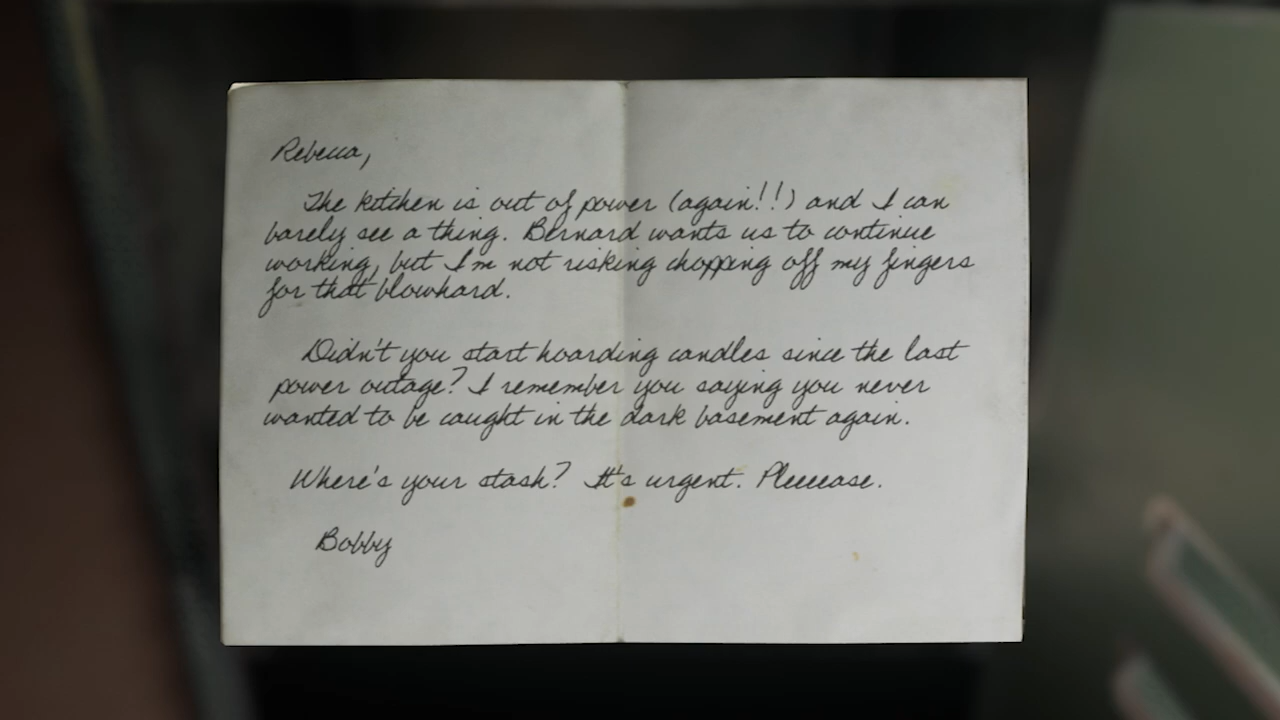 Rebecca,
The kitchen is out of power (again!!) and I can
barely see a thing. Bernard wants us to continue
working, but I'm not risking chopping off my fingers
for that blowhard.
Didn't you start hoarding candles since the last
power outage? I remember you saying you never
wanted to be caught in the dark basement again.
Where's your stash? It's urgent. Pleeease.
Bobby